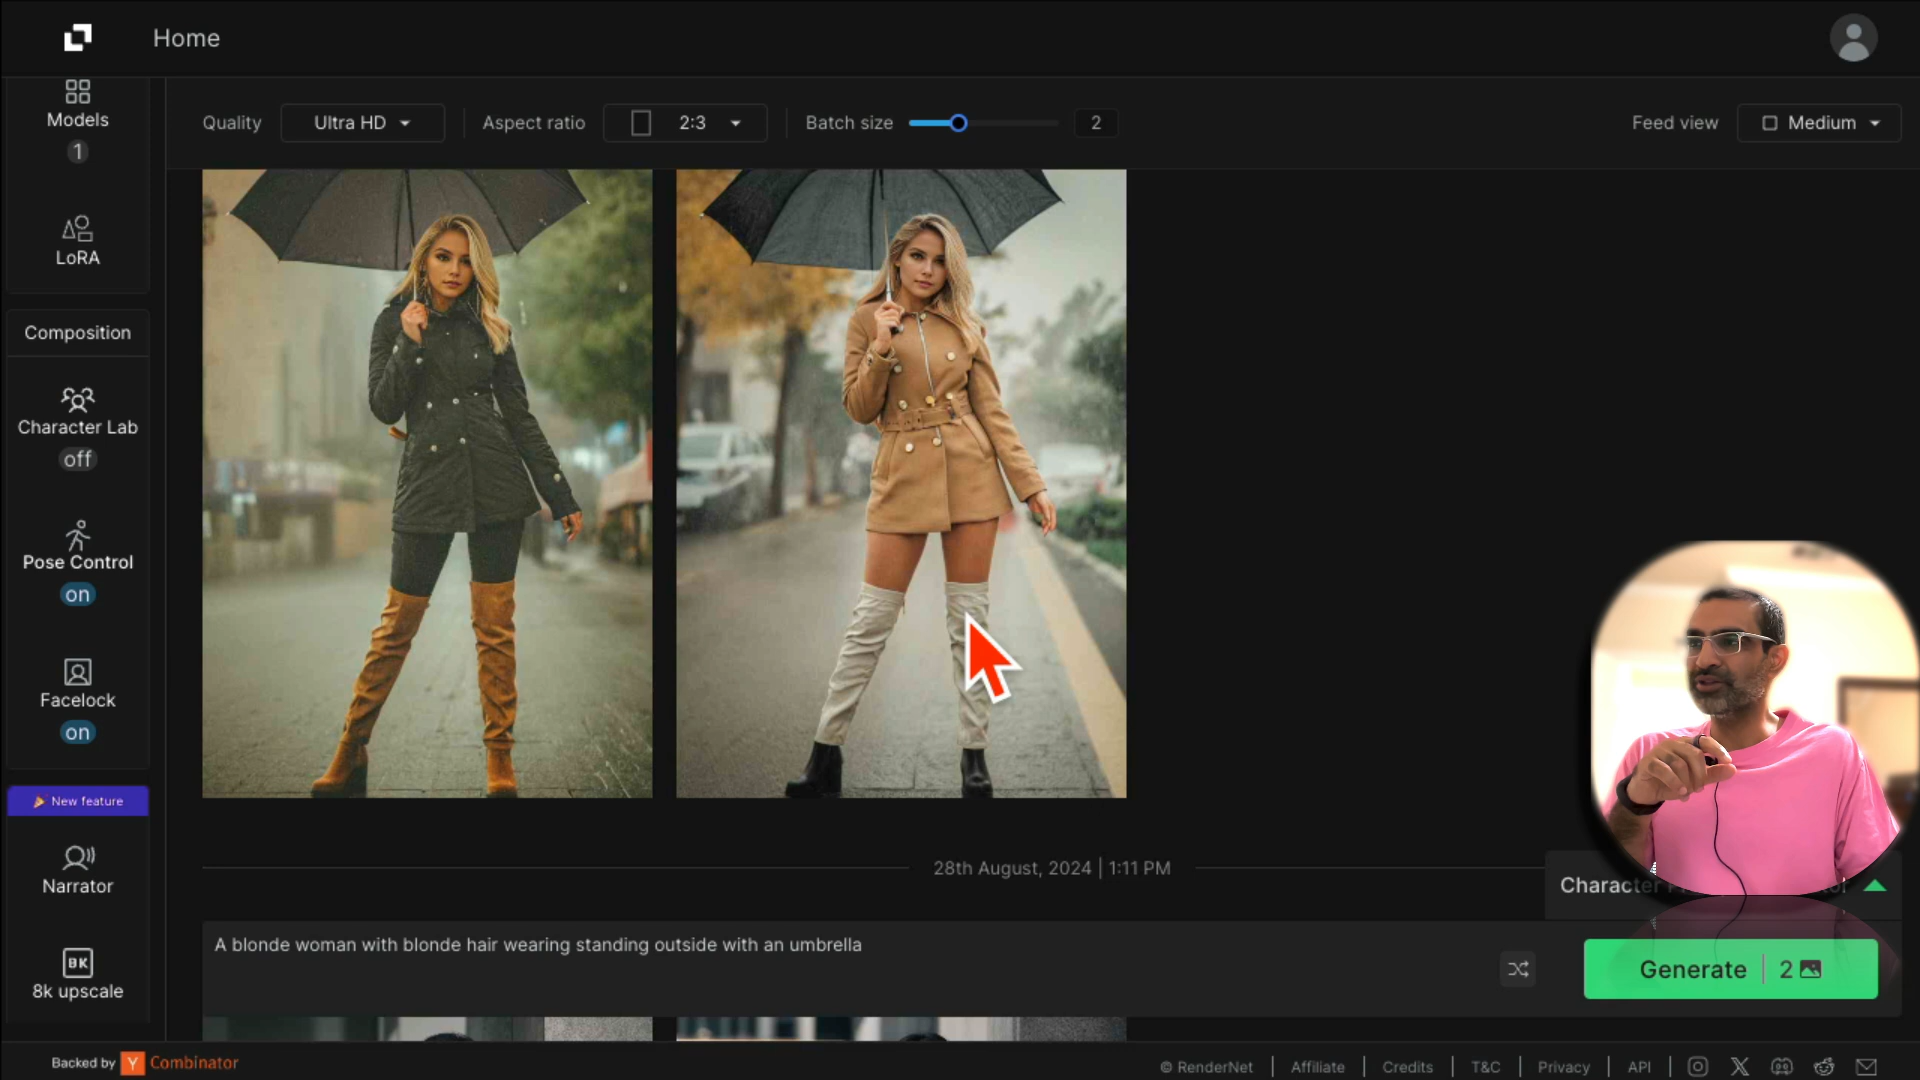 Home
Quality
Ultra HD
Aspect ratio
2:3
Batch size
2
Feed view
Medium
Models
1
LoRA
Composition
Character Lab
off
Pose Control
on
Facelock
on
New feature
Narrator
8K
8k upscale
28th August, 2024 | 1:11 PM
Character
A blonde woman with blonde hair wearing standing outside with an umbrella
Generate | 2
Backed by Y Combinator
© RenderNet | Affiliate | Credits | T&C | Privacy | API |